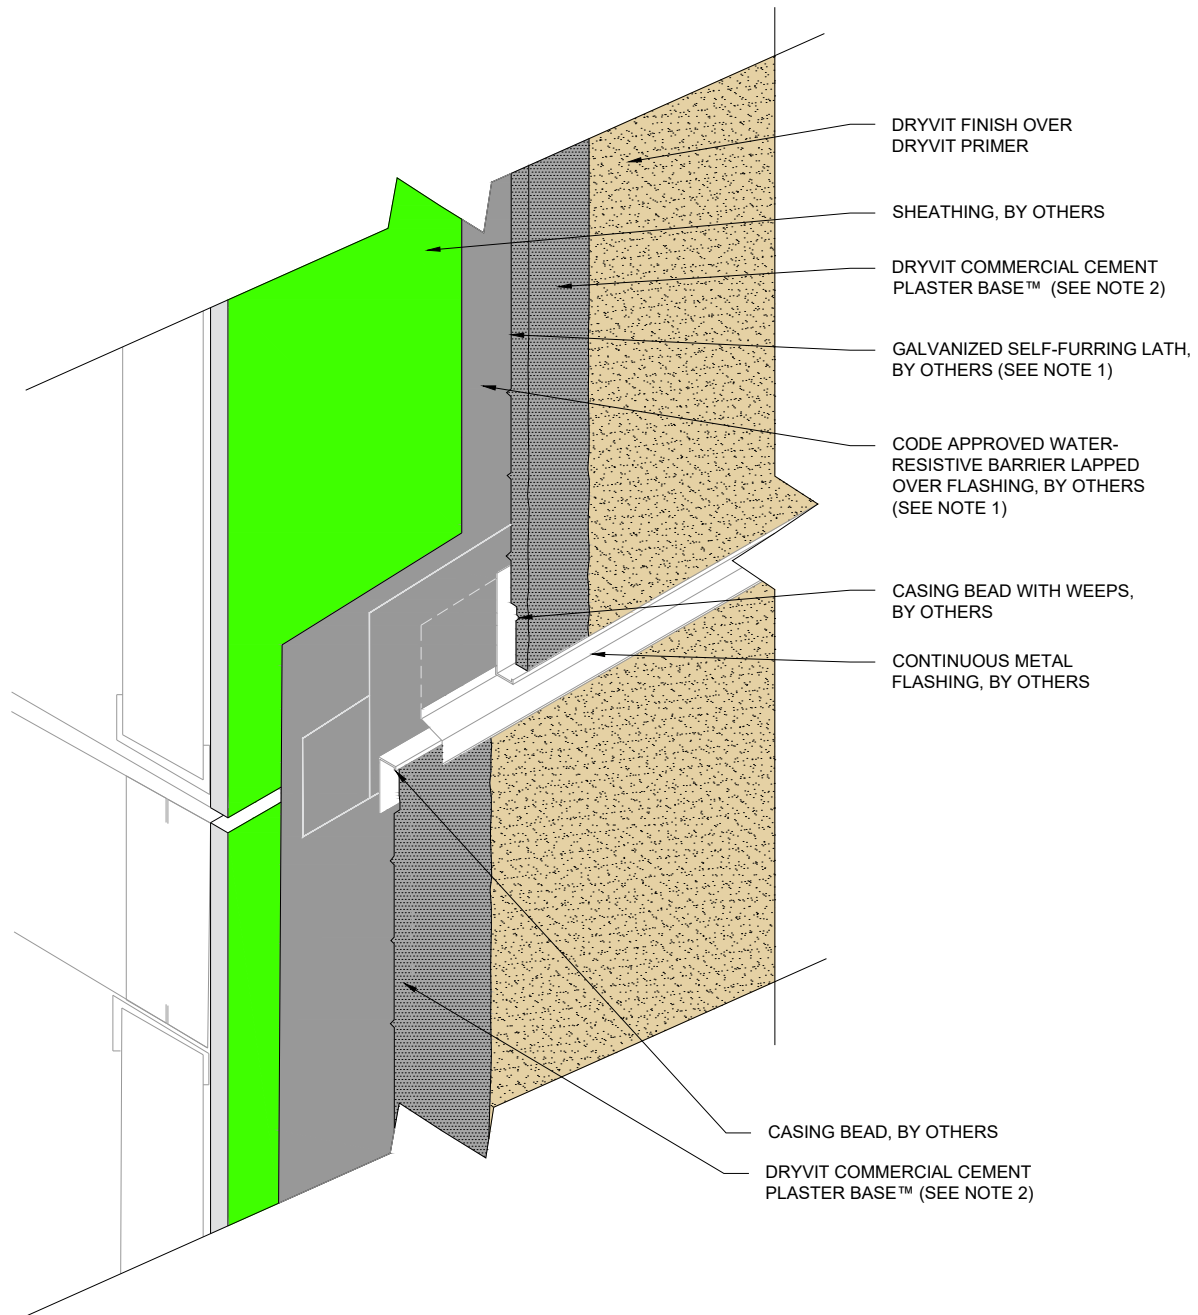 DRYVIT FINISH OVER
DRYVIT PRIMER
SHEATHING, BY OTHERS
DRYVIT COMMERCIAL CEMENT
PLASTER BASE™ (SEE NOTE 2)
GALVANIZED SELF-FURRING LATH,
BY OTHERS (SEE NOTE 1)
CODE APPROVED WATER-
RESISTIVE BARRIER LAPPED
OVER FLASHING, BY OTHERS
(SEE NOTE 1)
CASING BEAD WITH WEEPS,
BY OTHERS
CONTINUOUS METAL
FLASHING, BY OTHERS
CASING BEAD, BY OTHERS
DRYVIT COMMERCIAL CEMENT
PLASTER BASE™ (SEE NOTE 2)